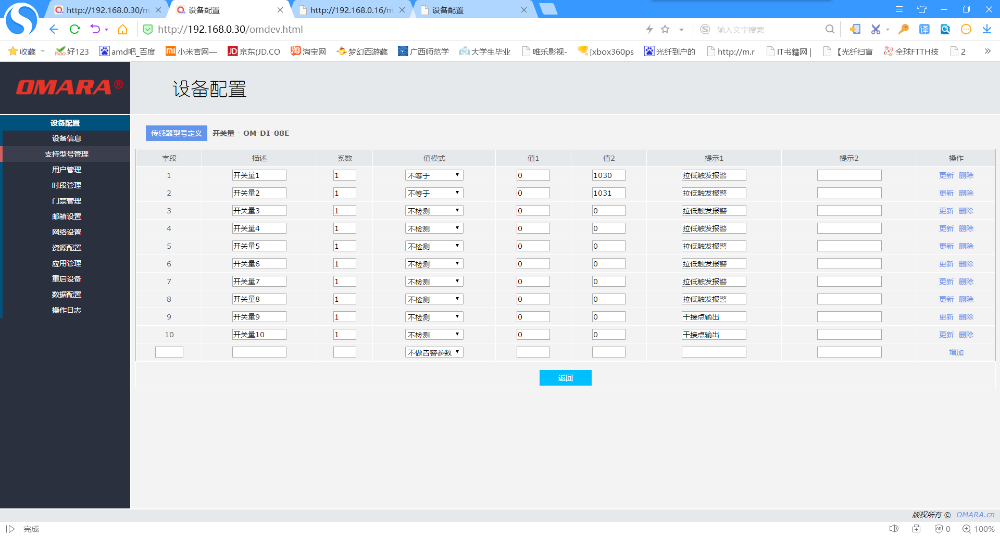 http://192.168.0.30/m
设备配置
http://192.168.0.16/m
设备配置
http://192.168.0.30/omdev.html
输入文字搜索
译
收藏
好123
amd吧_百度
小米官网—
京东(JD.CO
淘宝网
梦幻西游藏
广西师范学
大学生毕业
唯乐影视-
[xbox360ps
光纤到户的
http://m.r
IT书籍网 |
【光纤扫盲
全球FTTH技
2
OMARA®
设备配置
设备配置
设备信息
支持型号管理
用户管理
时段管理
门禁管理
邮箱设置
网络设置
资源配置
应用管理
重启设备
数据配置
操作日志
传感器型号定义 开关量 - OM-DI-08E
字段 描述 系数 值模式 值1 值2 提示1 提示2 操作
1 开关量1 1 不等于 0 1030 拉低触发报警 更新 删除
2 开关量2 1 不等于 0 1031 拉低触发报警 更新 删除
3 开关量3 1 不检测 0 0 拉低触发报警 更新 删除
4 开关量4 1 不检测 0 0 拉低触发报警 更新 删除
5 开关量5 1 不检测 0 0 拉低触发报警 更新 删除
6 开关量6 1 不检测 0 0 拉低触发报警 更新 删除
7 开关量7 1 不检测 0 0 拉低触发报警 更新 删除
8 开关量8 1 不检测 0 0 拉低触发报警 更新 删除
9 开关量9 1 不检测 0 0 干接点输出 更新 删除
10 开关量10 1 不检测 0 0 干接点输出 更新 删除
不做告警参数 增加
返回
版权所有 © OMARA.cn
完成
0
100%